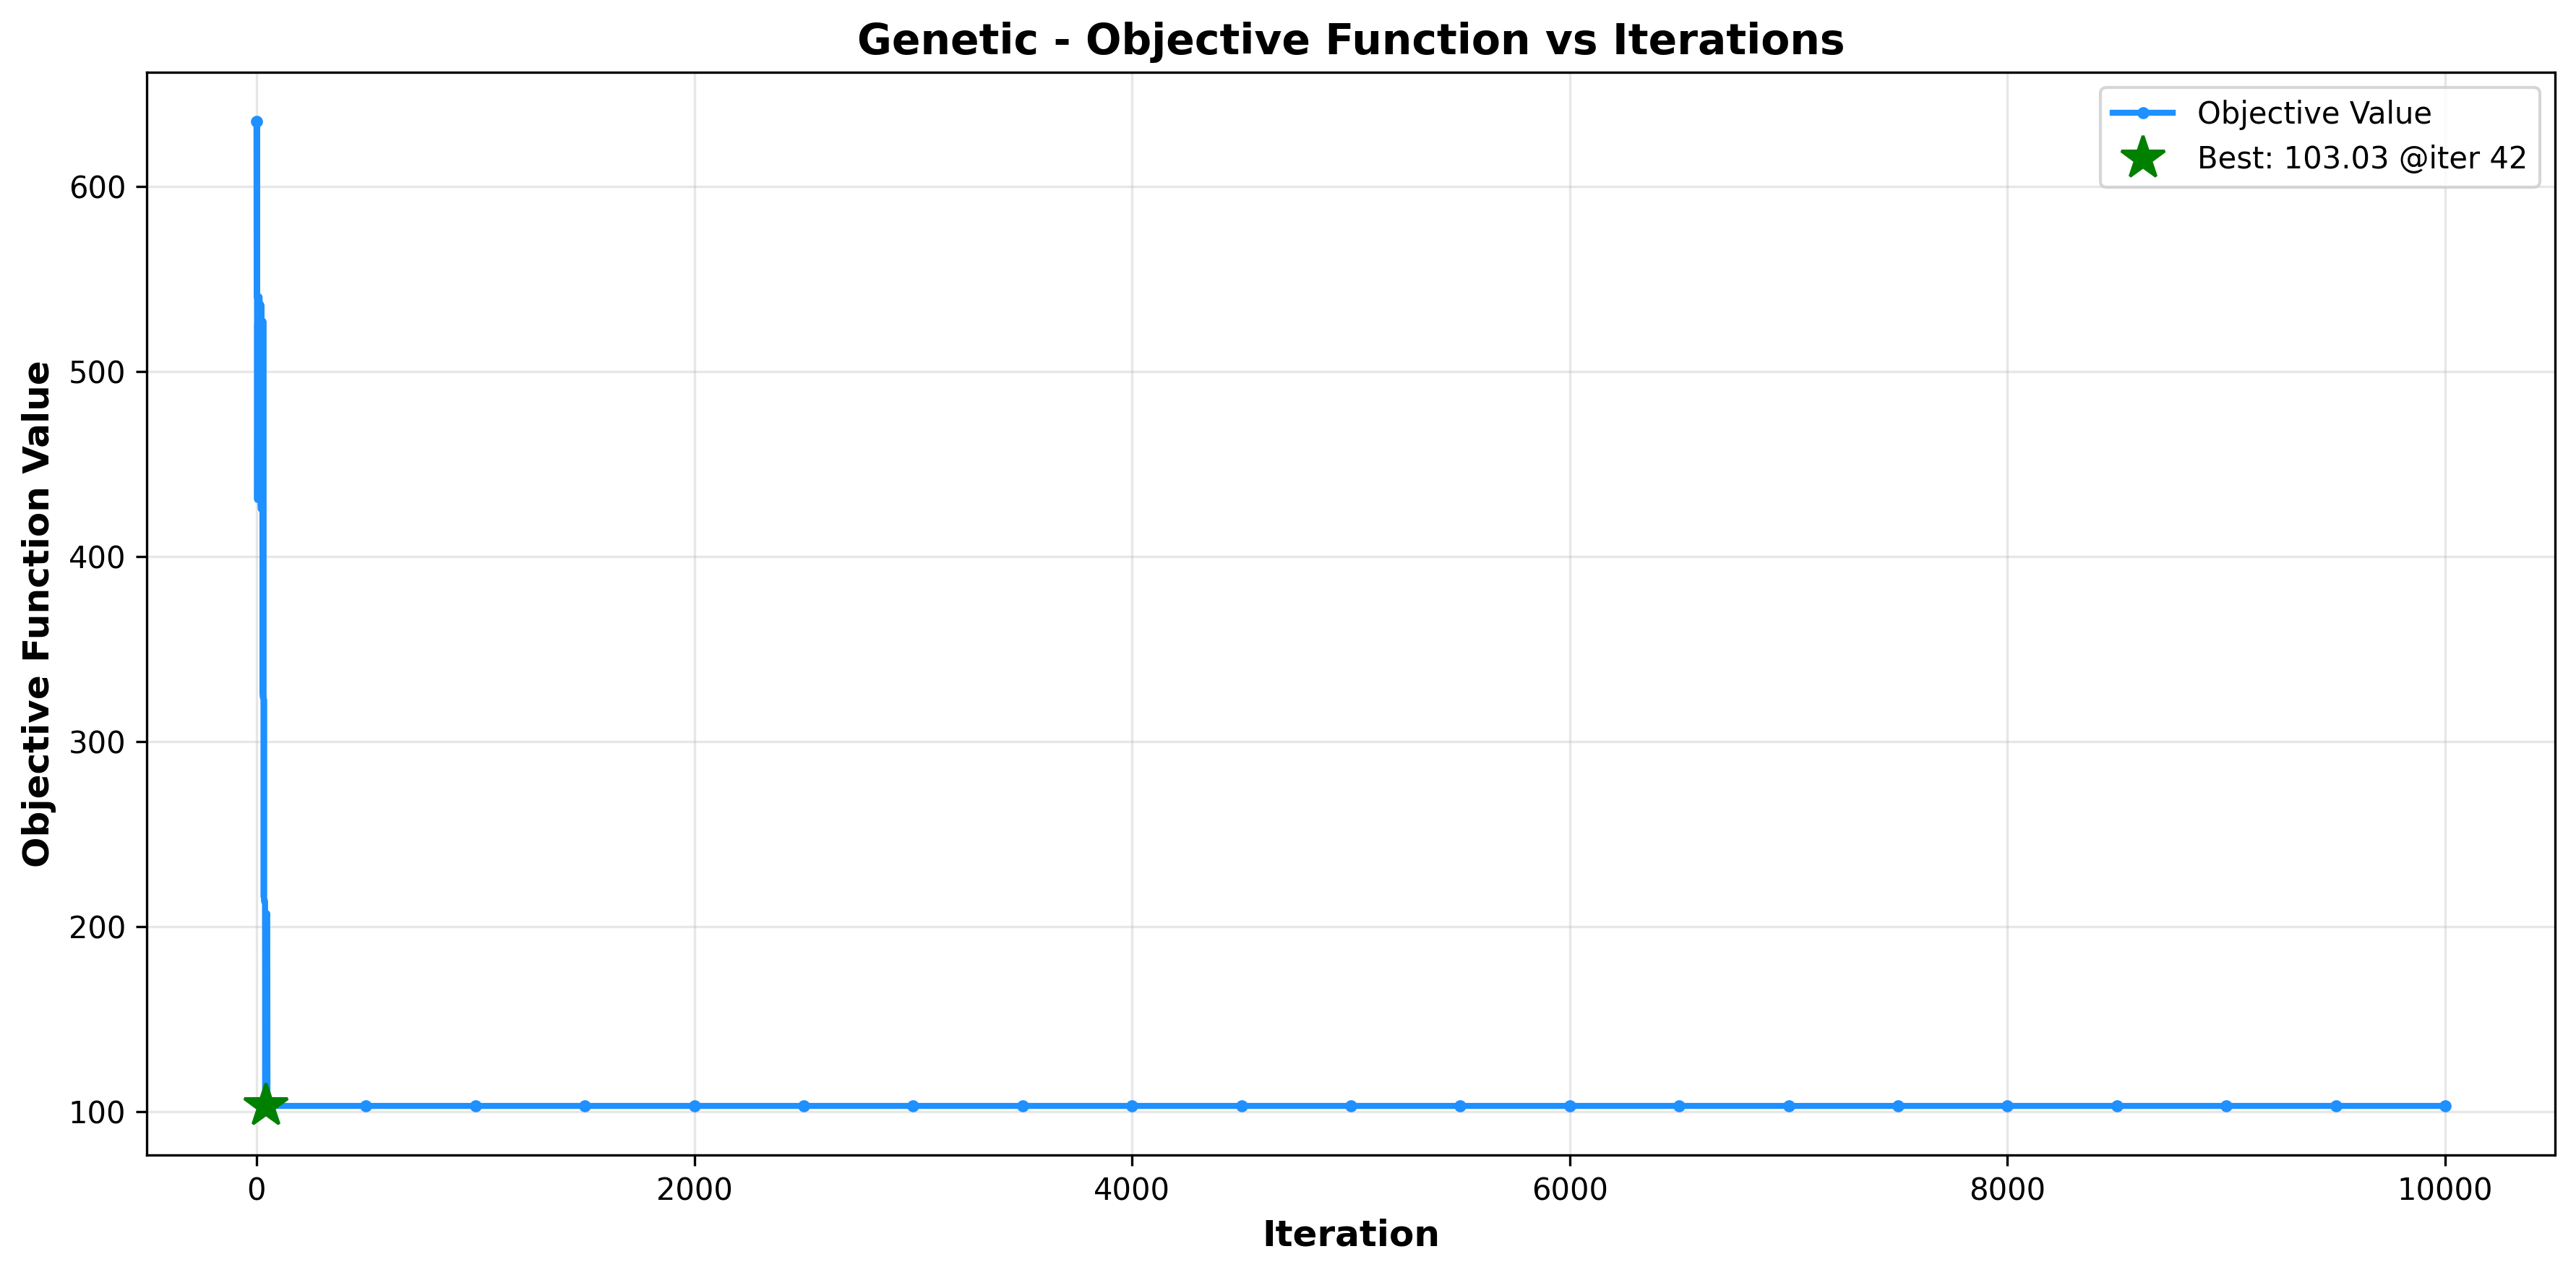 Genetic - Objective Function vs Iterations
Objective Value
Best: 103.03 @iter 42
Objective Function Value
600
500
400
300
200
100
0
2000
4000
6000
8000
10000
Iteration